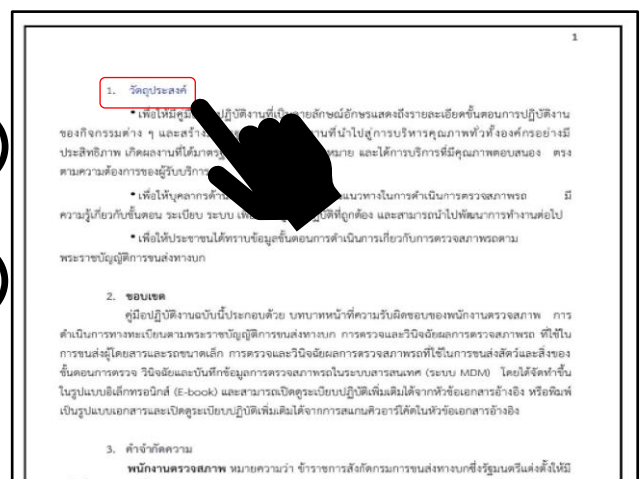 1
1. วัตถุประสงค์
• เพื่อให้มีคู่มือ ปฏิบัติงานที่เป็นลายลักษณ์อักษรแสดงถึงรายละเอียดขั้นตอนการปฏิบัติงาน
ของกิจกรรมต่าง ๆ และสร้าง งานที่นำไปสู่การบริหารคุณภาพทั่วทั้งองค์กรอย่างมี
ประสิทธิภาพ เกิดผลงานที่ได้มาตรฐาน หมาย และได้การบริการที่มีคุณภาพตอบสนอง ตรง
ตามความต้องการของผู้รับบริการ
• เพื่อให้บุคลากรด้าน แนวทางในการดำเนินการตรวจสภาพรถ มี
ความรู้เกี่ยวกับขั้นตอน ระเบียบ ระบบ ปฏิบัติที่ถูกต้อง และสามารถนำไปพัฒนาการทำงานต่อไป
• เพื่อให้ประชาชนได้ทราบข้อมูลขั้นตอนการดำเนินการเกี่ยวกับการตรวจสภาพรถตาม
พระราชบัญญัติการขนส่งทางบก
2. ขอบเขต
คู่มือปฏิบัติงานฉบับนี้ประกอบด้วย บทบาทหน้าที่ความรับผิดชอบของพนักงานตรวจสภาพ การ
ดำเนินการทางทะเบียนตามพระราชบัญญัติการขนส่งทางบก การตรวจและวินิจฉัยผลการตรวจสภาพรถ ที่ใช้ใน
การขนส่งผู้โดยสารและรถขนาดเล็ก การตรวจและวินิจฉัยผลการตรวจสภาพรถที่ใช้ในการขนส่งสัตว์และสิ่งของ
ขั้นตอนการตรวจ วินิจฉัยและบันทึกข้อมูลการตรวจสภาพรถในระบบสารสนเทศ (ระบบ MDM) โดยได้จัดทำขึ้น
ในรูปแบบอิเล็กทรอนิกส์ (E-book) และสามารถเปิดดูระเบียบปฏิบัติเพิ่มเติมได้จากหัวข้อเอกสารอ้างอิง หรือพิมพ์
เป็นรูปแบบเอกสารและเปิดดูระเบียบปฏิบัติเพิ่มเติมได้จากการสแกนคิวอาร์โค้ดในหัวข้อเอกสารอ้างอิง
3. คำจำกัดความ
พนักงานตรวจสภาพ หมายความว่า ข้าราชการสังกัดกรมการขนส่งทางบกซึ่งรัฐมนตรีแต่งตั้งให้มี